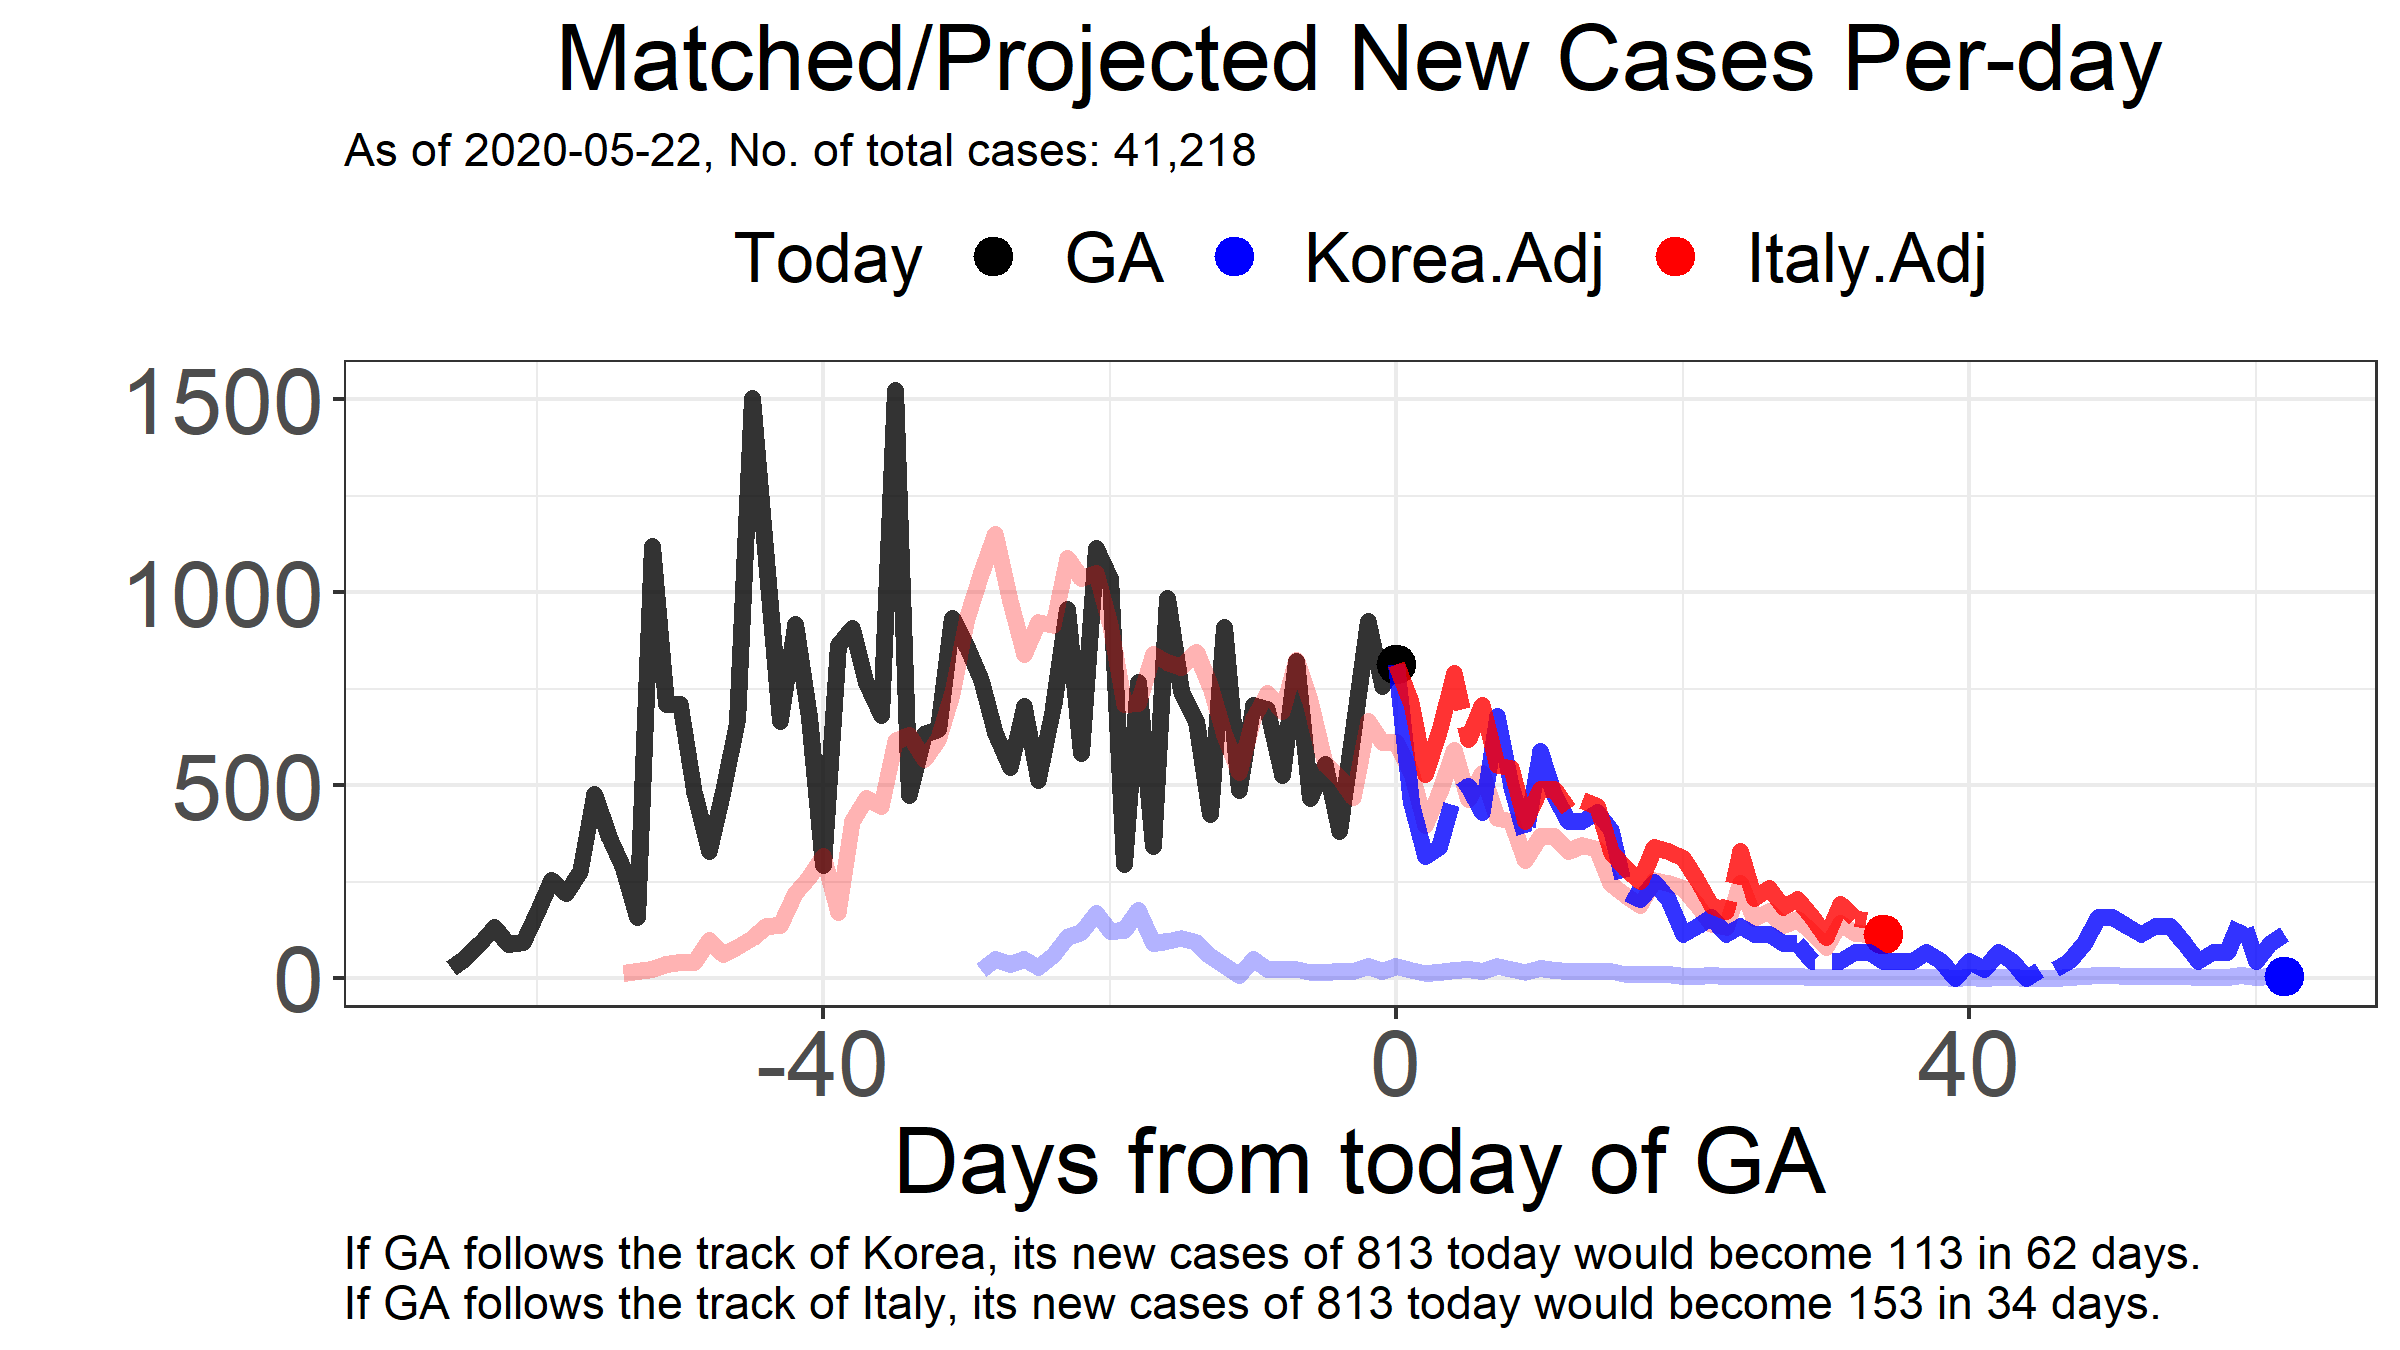 Matched/Projected New Cases Per-day
As of 2020-05-22, No. of total cases: 41,218
Today GA Korea.Adj Italy.Adj
1500
1000
500
0
-40 0 40
Days from today of GA
If GA follows the track of Korea, its new cases of 813 today would become 113 in 62 days.
If GA follows the track of Italy, its new cases of 813 today would become 153 in 34 days.